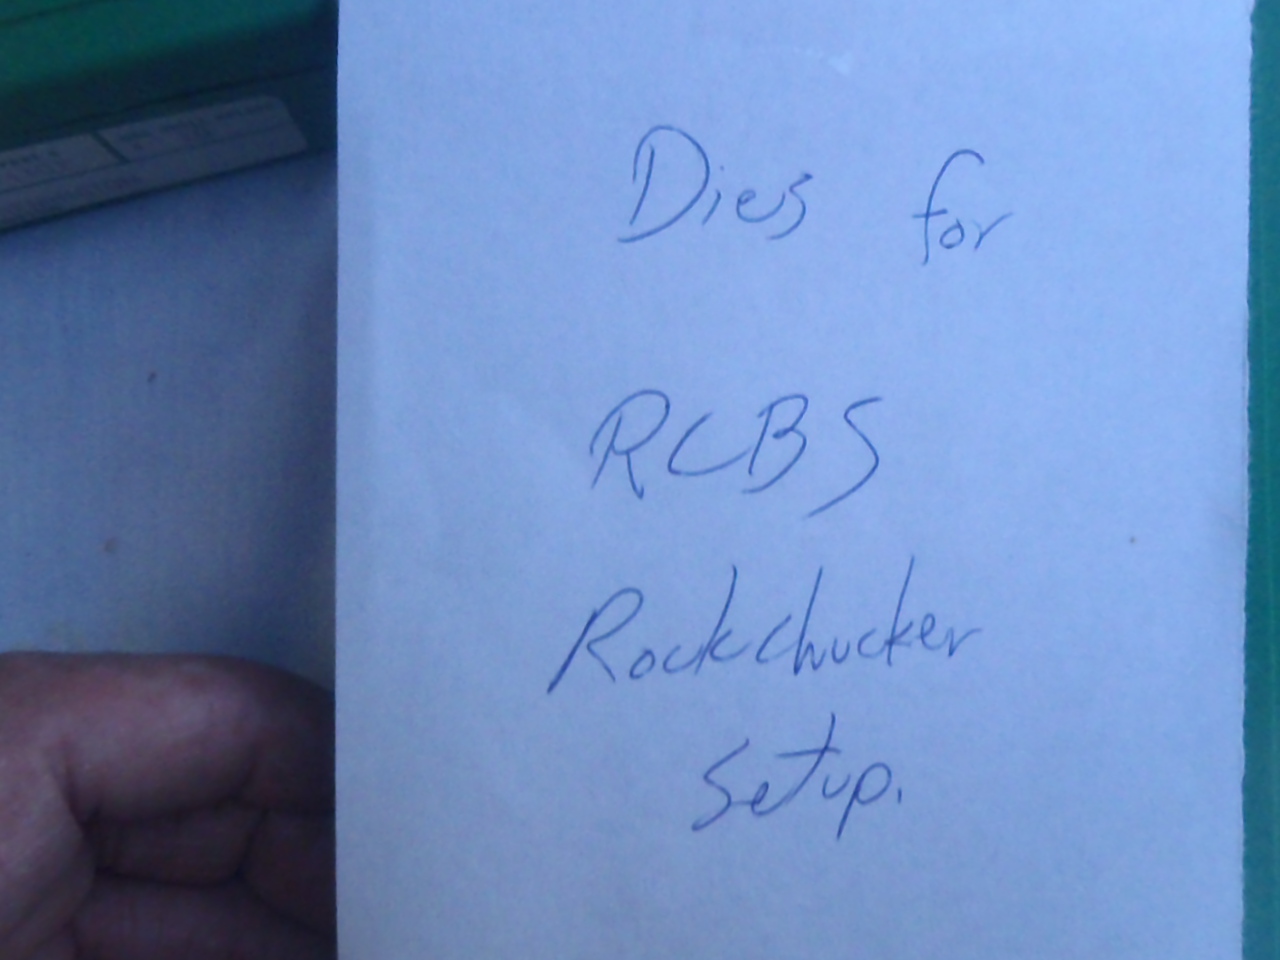 Dies for
RCBS
Rockchucker
Setup.